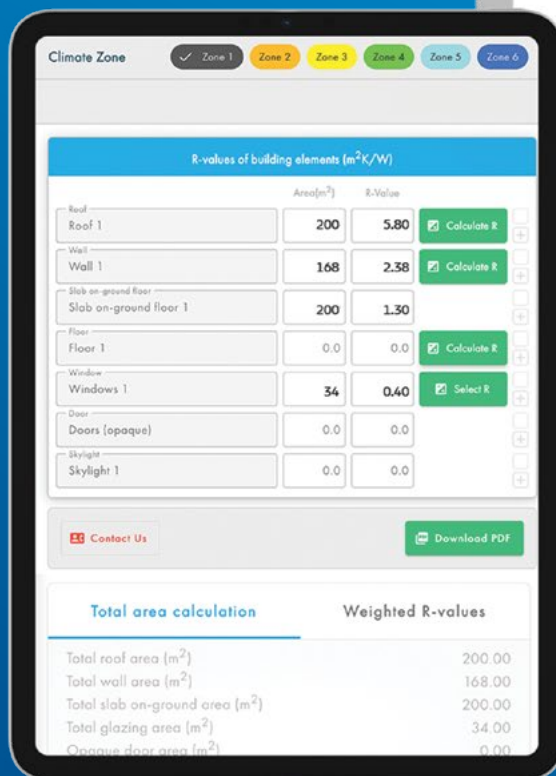 Climate Zone Zone 1 Zone 2 Zone 3 Zone 4 Zone 5 Zone 6
R-values of building elements (m²K/W)
Area(m²) R-Value
Roof
Roof 1 200 5.80 Calculate R
Wall
Wall 1 168 2.38 Calculate R
Slab on-ground floor
Slab on-ground floor 1 200 1.30
Floor
Floor 1 0.0 0.0 Calculate R
Window
Windows 1 34 0.40 Select R
Door
Doors (opaque) 0.0 0.0
Skylight
Skylight 1 0.0 0.0
Contact Us Download PDF
Total area calculation Weighted R-values
Total roof area (m²) 200.00
Total wall area (m²) 168.00
Total slab on-ground area (m²) 200.00
Total glazing area (m²) 34.00
Opaque door area (m²) 0.00